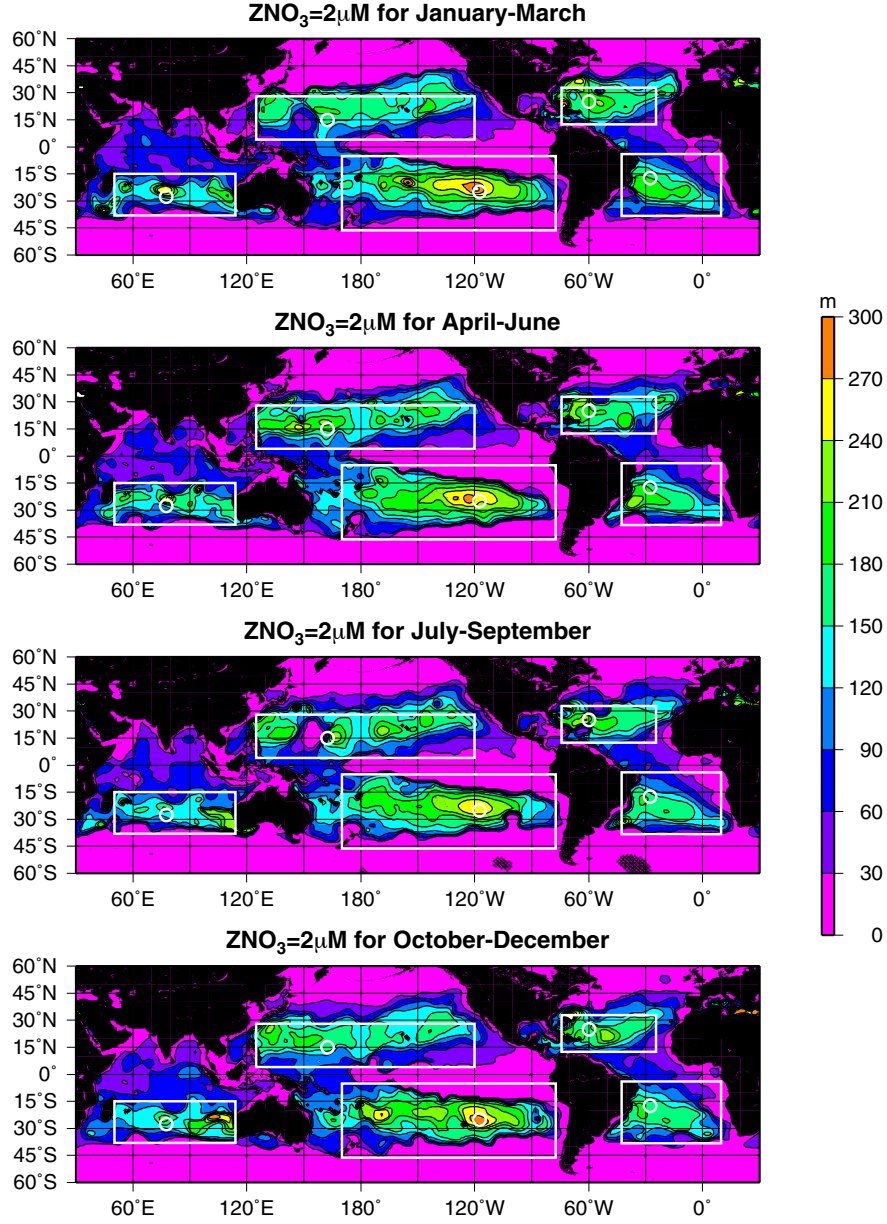 ZNO₃=2μM for January-March
60˚N
45˚N
30˚N
15˚N
0˚
15˚S
30˚S
45˚S
60˚S
60˚E 120˚E 180˚ 120˚W 60˚W 0˚
ZNO₃=2μM for April-June
60˚N
45˚N
30˚N
15˚N
0˚
15˚S
30˚S
45˚S
60˚S
60˚E 120˚E 180˚ 120˚W 60˚W 0˚
ZNO₃=2μM for July-September
60˚N
45˚N
30˚N
15˚N
0˚
15˚S
30˚S
45˚S
60˚S
60˚E 120˚E 180˚ 120˚W 60˚W 0˚
ZNO₃=2μM for October-December
60˚N
45˚N
30˚N
15˚N
0˚
15˚S
30˚S
45˚S
60˚S
60˚E 120˚E 180˚ 120˚W 60˚W 0˚
m
300
270
240
210
180
150
120
90
60
30
0